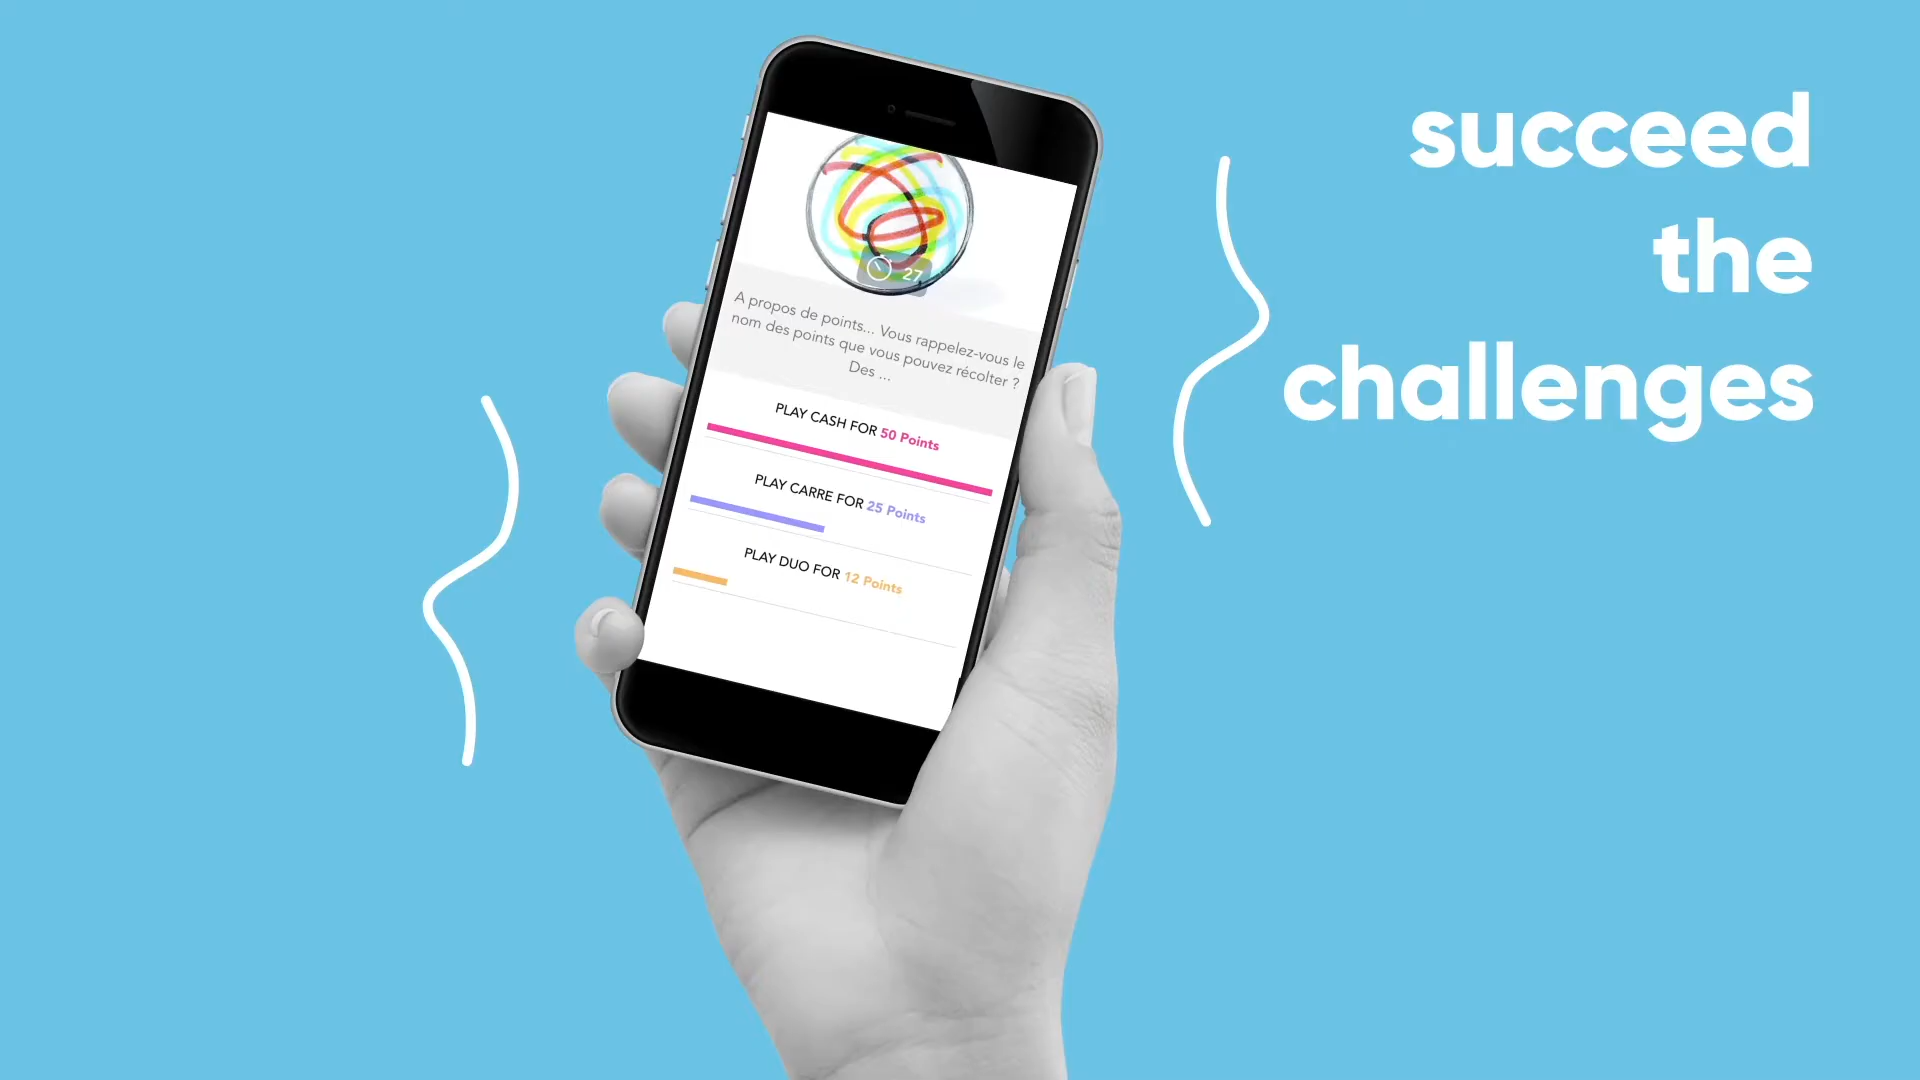 succeed
the
challenges
27
A propos de points... Vous rappelez-vous le
nom des points que vous pouvez récolter ?
Des ...
PLAY CASH FOR 50 Points
PLAY CARRE FOR 25 Points
PLAY DUO FOR 12 Points